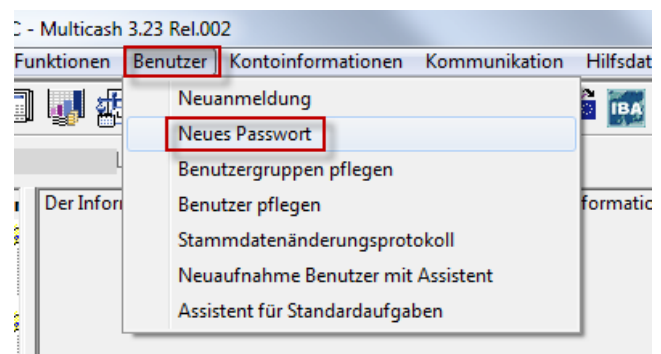 - Multicash 3.23 Rel.002
Funktionen Benutzer Kontoinformationen Kommunikation Hilfsdat
IBA
Neuanmeldung
Neues Passwort
Benutzergruppen pflegen
Der Infor
Benutzer pflegen
formatio
Stammdatenänderungsprotokoll
Neuaufnahme Benutzer mit Assistent
Assistent für Standardaufgaben